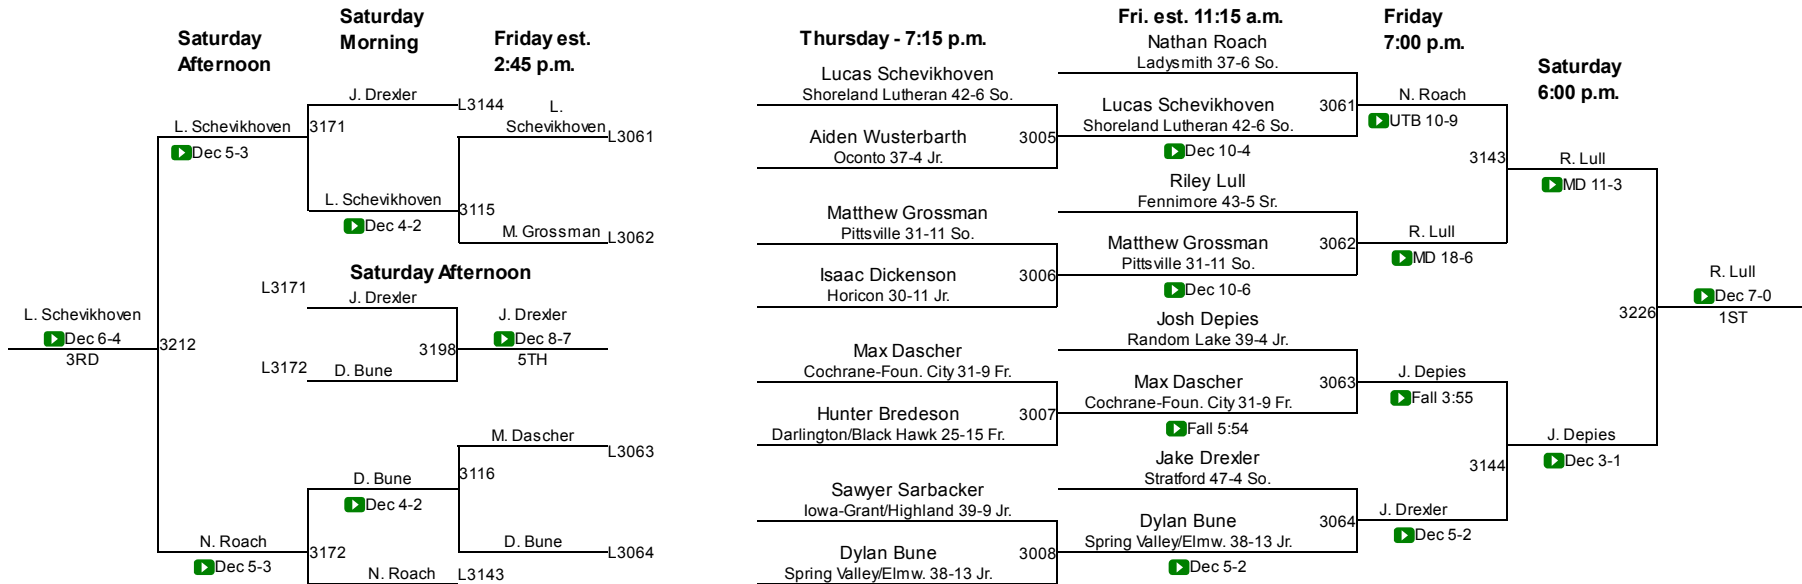 Saturday
Afternoon
Saturday
Morning
Friday est.
2:45 p.m.
Thursday - 7:15 p.m.
Fri. est. 11:15 a.m.
Friday
7:00 p.m.
Saturday
6:00 p.m.
J. Drexler
L3144
L. Schevikhoven
Dec 5-3
3171
L.
Schevikhoven
L3061
L. Schevikhoven
Dec 4-2
3115
M. Grossman
L3062
Saturday Afternoon
L3171
J. Drexler
L. Schevikhoven
Dec 6-4
3RD
3212
J. Drexler
Dec 8-7
5TH
3198
L3172
D. Bune
M. Dascher
L3063
D. Bune
Dec 4-2
3116
N. Roach
Dec 5-3
3172
D. Bune
L3064
N. Roach
L3143
Lucas Schevikhoven
Shoreland Lutheran 42-6 So.
Aiden Wusterbarth
Oconto 37-4 Jr.
3005
Matthew Grossman
Pittsville 31-11 So.
Isaac Dickenson
Horicon 30-11 Jr.
3006
Max Dascher
Cochrane-Foun. City 31-9 Fr.
Hunter Bredeson
Darlington/Black Hawk 25-15 Fr.
3007
Sawyer Sarbacker
Iowa-Grant/Highland 39-9 Jr.
Dylan Bune
Spring Valley/Elmw. 38-13 Jr.
3008
Nathan Roach
Ladysmith 37-6 So.
Lucas Schevikhoven
Shoreland Lutheran 42-6 So.
Dec 10-4
3061
Riley Lull
Fennimore 43-5 Sr.
Matthew Grossman
Pittsville 31-11 So.
Dec 10-6
3062
Josh Depies
Random Lake 39-4 Jr.
Max Dascher
Cochrane-Foun. City 31-9 Fr.
Fall 5:54
3063
Jake Drexler
Stratford 47-4 So.
Dylan Bune
Spring Valley/Elmw. 38-13 Jr.
Dec 5-2
3064
N. Roach
UTB 10-9
3143
R. Lull
MD 18-6
J. Depies
Fall 3:55
3144
J. Drexler
Dec 5-2
R. Lull
MD 11-3
3226
J. Depies
Dec 3-1
R. Lull
Dec 7-0
1ST